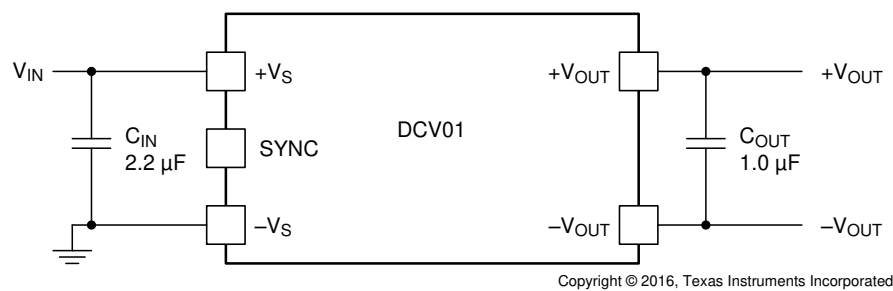 V_IN
+V_S
+V_OUT
+V_OUT
C_IN
2.2 µF
SYNC
DCV01
C_OUT
1.0 µF
–V_S
–V_OUT
–V_OUT
Copyright © 2016, Texas Instruments Incorporated